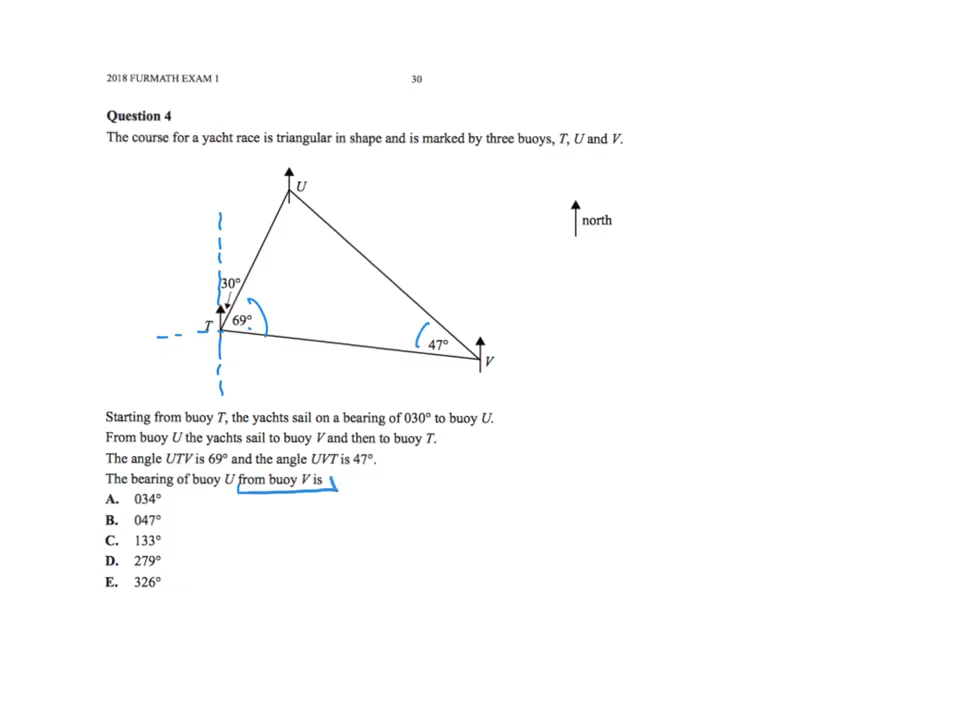 2018 FURMATH EXAM 1
30
Question 4
The course for a yacht race is triangular in shape and is marked by three buoys, T, U and V.
U
north
30°
T
69°
47°
V
Starting from buoy T, the yachts sail on a bearing of 030° to buoy U.
From buoy U the yachts sail to buoy V and then to buoy T.
The angle UTV is 69° and the angle UVT is 47°.
The bearing of buoy U from buoy V is
A. 034°
B. 047°
C. 133°
D. 279°
E. 326°